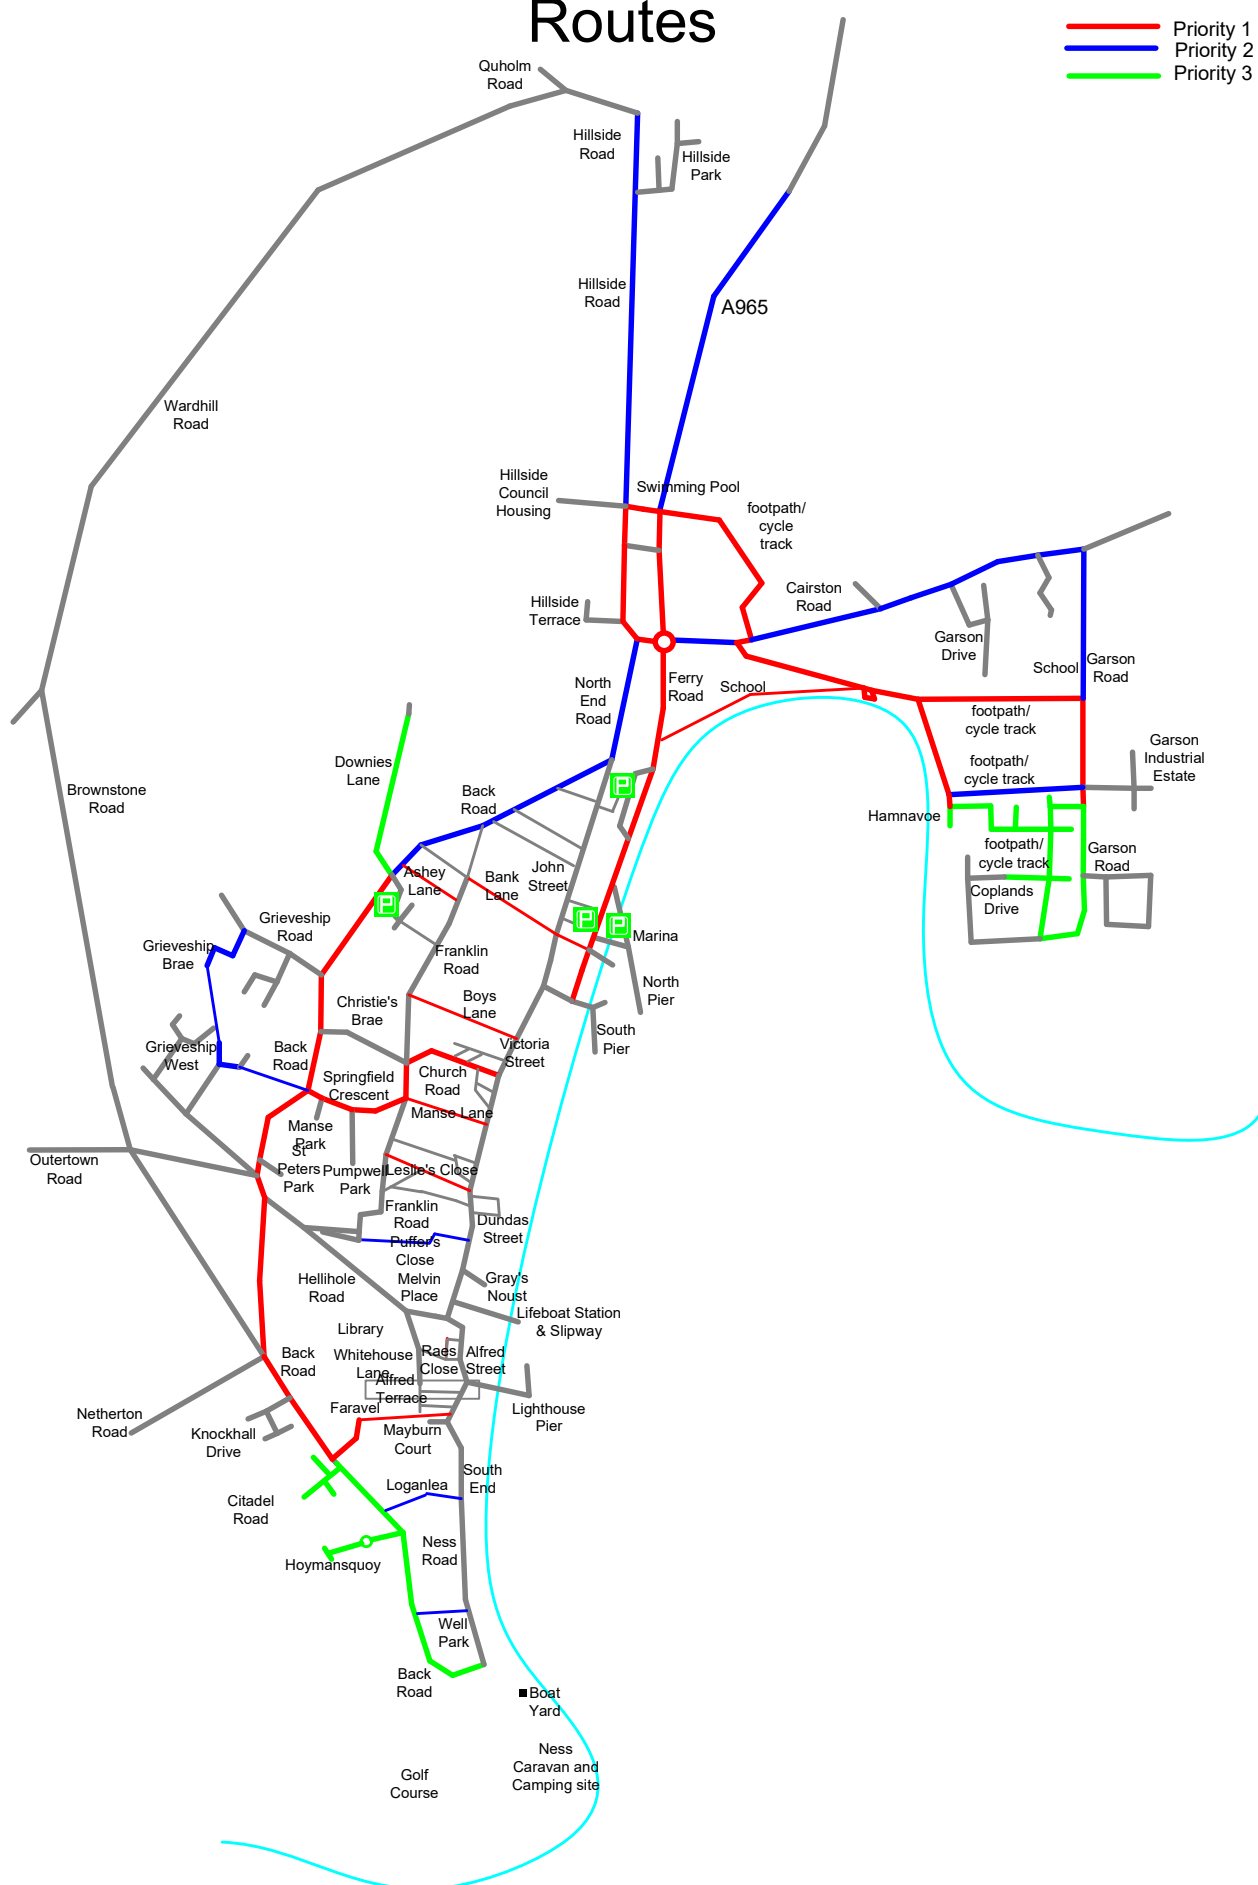 Routes
Priority 1
Priority 2
Priority 3
Quholm
Road
Hillside
Road
Hillside
Park
Hillside
Road
A965
Wardhill
Road
Hillside
Council
Housing
Swimming Pool
footpath/
cycle
track
Cairston
Road
Hillside
Terrace
Garson
Drive
School
Garson
Road
North
End
Road
Ferry
Road
School
footpath/
cycle track
Garson
Industrial
Estate
footpath/
cycle track
Downies
Lane
Brownstone
Road
Back
Road
P
Hamnavoe
footpath/
cycle track
Garson
Road
Ashey
Lane
Bank
Lane
John
Street
Coplands
Drive
P
P
P
Marina
Grieveship
Road
Grieveship
Brae
Franklin
Road
North
Pier
Christie's
Brae
Boys
Lane
South
Pier
Grieveship
West
Back
Road
Victoria
Street
Springfield
Crescent
Church
Road
Manse Lane
Manse
Park
St
Peters
Park
Pumpwell
Park
Leslie's Close
Outertown
Road
Franklin
Road
Dundas
Street
Puffer's
Close
Hellihole
Road
Melvin
Place
Gray's
Noust
Lifeboat Station
& Slipway
Library
Back
Road
Whitehouse
Lane
Raes
Close
Alfred
Street
Alfred
Terrace
Faravel
Lighthouse
Pier
Netherton
Road
Knockhall
Drive
Mayburn
Court
South
End
Loganlea
Citadel
Road
Ness
Road
Hoymansquoy
Well
Park
Back
Road
Boat
Yard
Ness
Caravan and
Camping site
Golf
Course